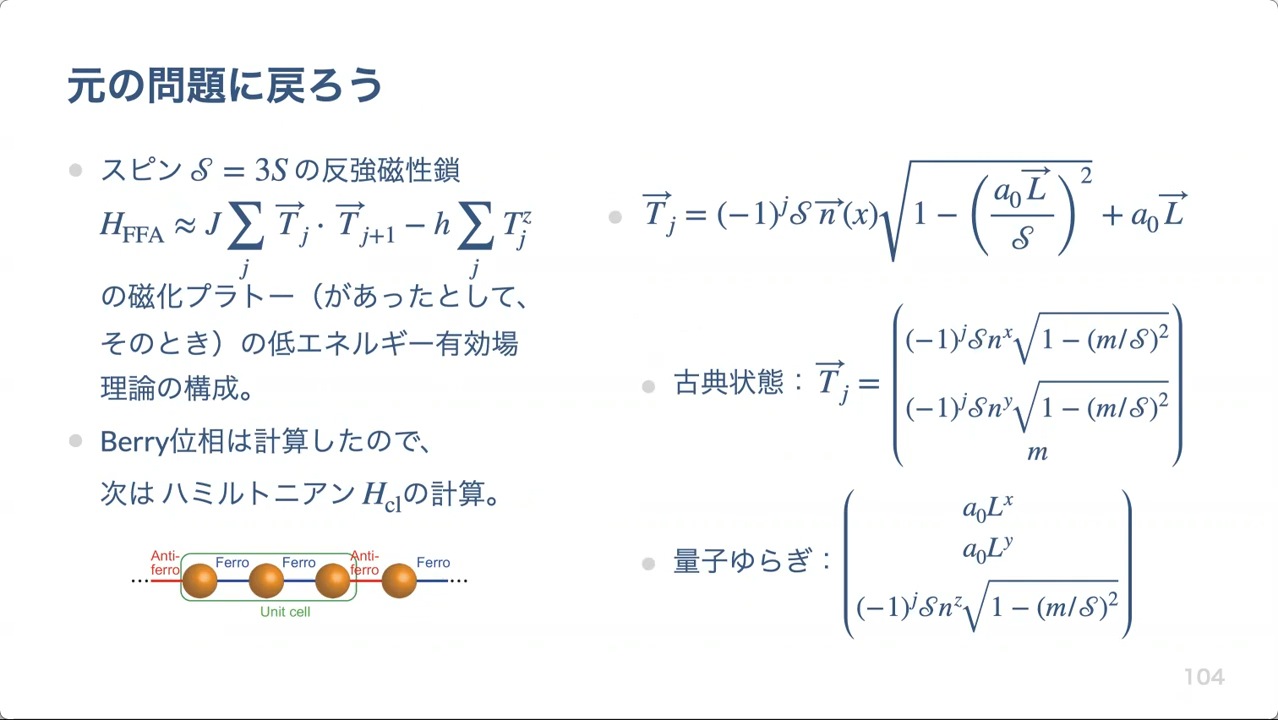 元の問題に戻ろう
スピン 𝒮 = 3S の反強磁性鎖
H_FFA ≈ J ∑_j T⃗_j · T⃗_{j+1} − h ∑_j T_j^z
の磁化プラトー（があったとして、
そのとき）の低エネルギー有効場
理論の構成。
Berry位相は計算したので、
次は ハミルトニアン H_cl の計算。
Anti-ferro Ferro Ferro Anti-ferro Ferro
⋯ ⋯
Unit cell
T⃗_j = (−1)^j 𝒮 n⃗(x) √(1 − (a_0 L⃗ / 𝒮)^2) + a_0 L⃗
古典状態：T⃗_j =
(−1)^j 𝒮 n^x √(1 − (m/𝒮)^2)
(−1)^j 𝒮 n^y √(1 − (m/𝒮)^2)
m
量子ゆらぎ：
a_0 L^x
a_0 L^y
(−1)^j 𝒮 n^z √(1 − (m/𝒮)^2)
104